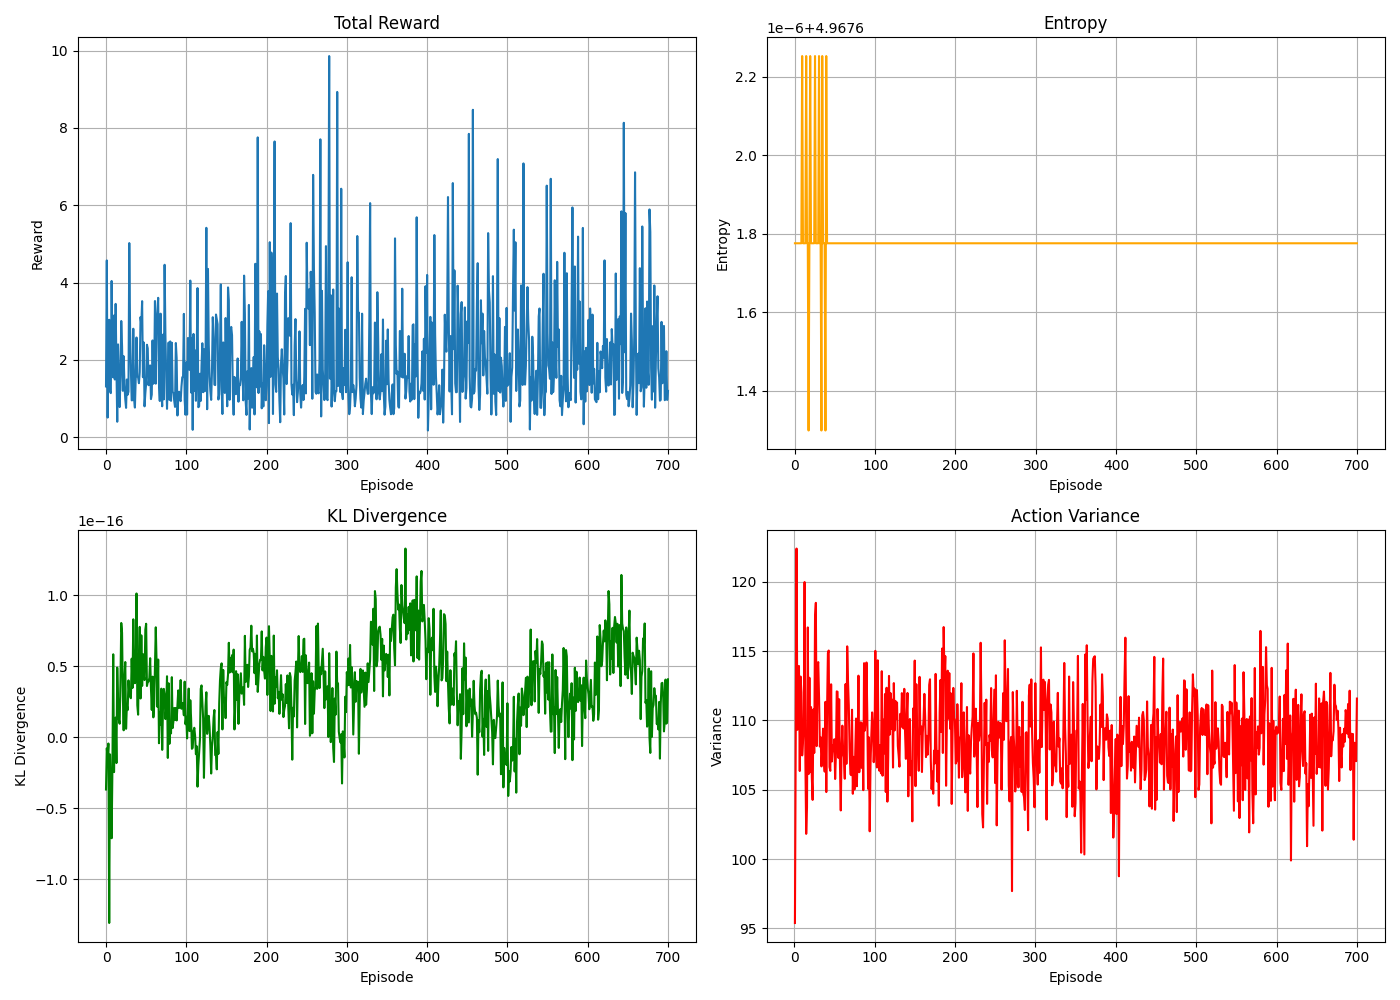 Total Reward
Reward
10
8
6
4
2
0
0 100 200 300 400 500 600 700
Episode
Entropy
1e−6+4.9676
Entropy
2.2
2.0
1.8
1.6
1.4
0 100 200 300 400 500 600 700
Episode
KL Divergence
1e−16
KL Divergence
1.0
0.5
0.0
−0.5
−1.0
0 100 200 300 400 500 600 700
Episode
Action Variance
Variance
120
115
110
105
100
95
0 100 200 300 400 500 600 700
Episode